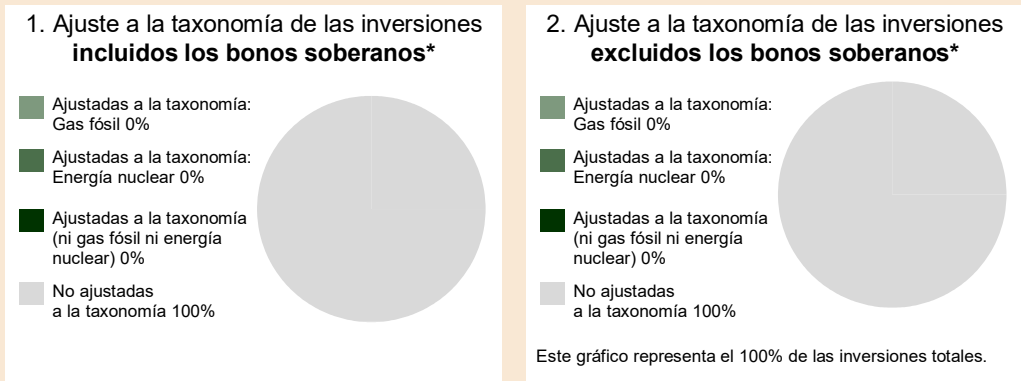 1. Ajuste a la taxonomía de las inversiones
incluidos los bonos soberanos*
Ajustadas a la taxonomía:
Gas fósil 0%
Ajustadas a la taxonomía:
Energía nuclear 0%
Ajustadas a la taxonomía
(ni gas fósil ni energía
nuclear) 0%
No ajustadas
a la taxonomía 100%
2. Ajuste a la taxonomía de las inversiones
excluidos los bonos soberanos*
Ajustadas a la taxonomía:
Gas fósil 0%
Ajustadas a la taxonomía:
Energía nuclear 0%
Ajustadas a la taxonomía
(ni gas fósil ni energía
nuclear) 0%
No ajustadas
a la taxonomía 100%
Este gráfico representa el 100% de las inversiones totales.